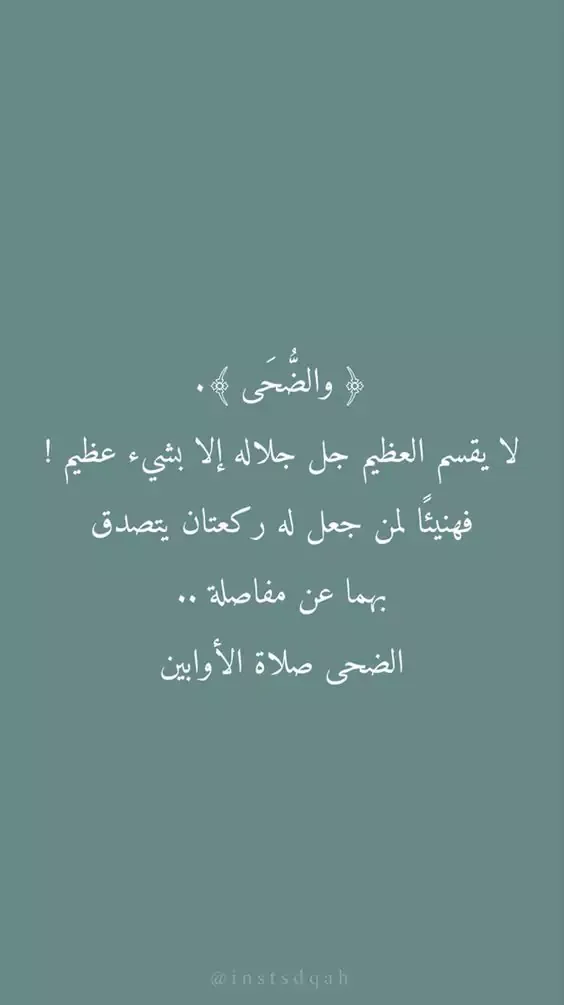 ﴿ والضُّحَى ﴾.
لا يقسم العظيم جل جلاله إلا بشيء عظيم !
فهنيئًا لمن جعل له ركعتان يتصدق
بهما عن مفاصلة ..
الضحى صلاة الأوابين
@instsdqah